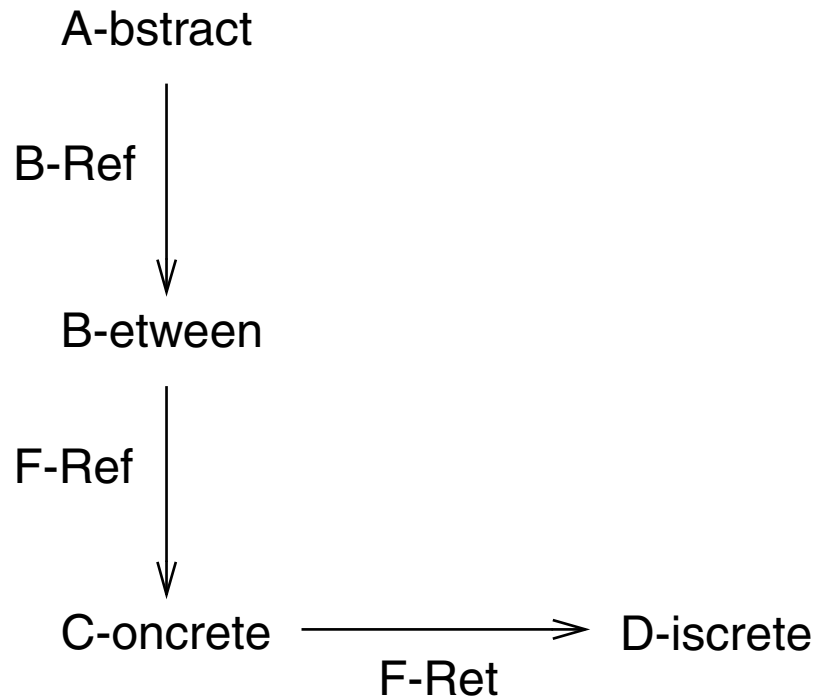 A-bstract
B-Ref
B-etween
F-Ref
C-oncrete
D-iscrete
F-Ret